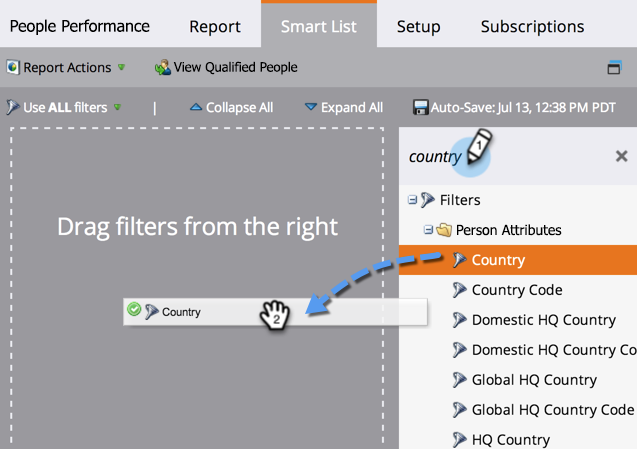 People Performance Report Smart List Setup Subscriptions
Report Actions View Qualified People
Use ALL filters | Collapse All Expand All Auto-Save: Jul 13, 12:38 PM PDT
country
1
Drag filters from the right
Filters
Person Attributes
Country
Country Code
Country
2
Domestic HQ Country
Domestic HQ Country Co
Global HQ Country
Global HQ Country Code
HQ Country